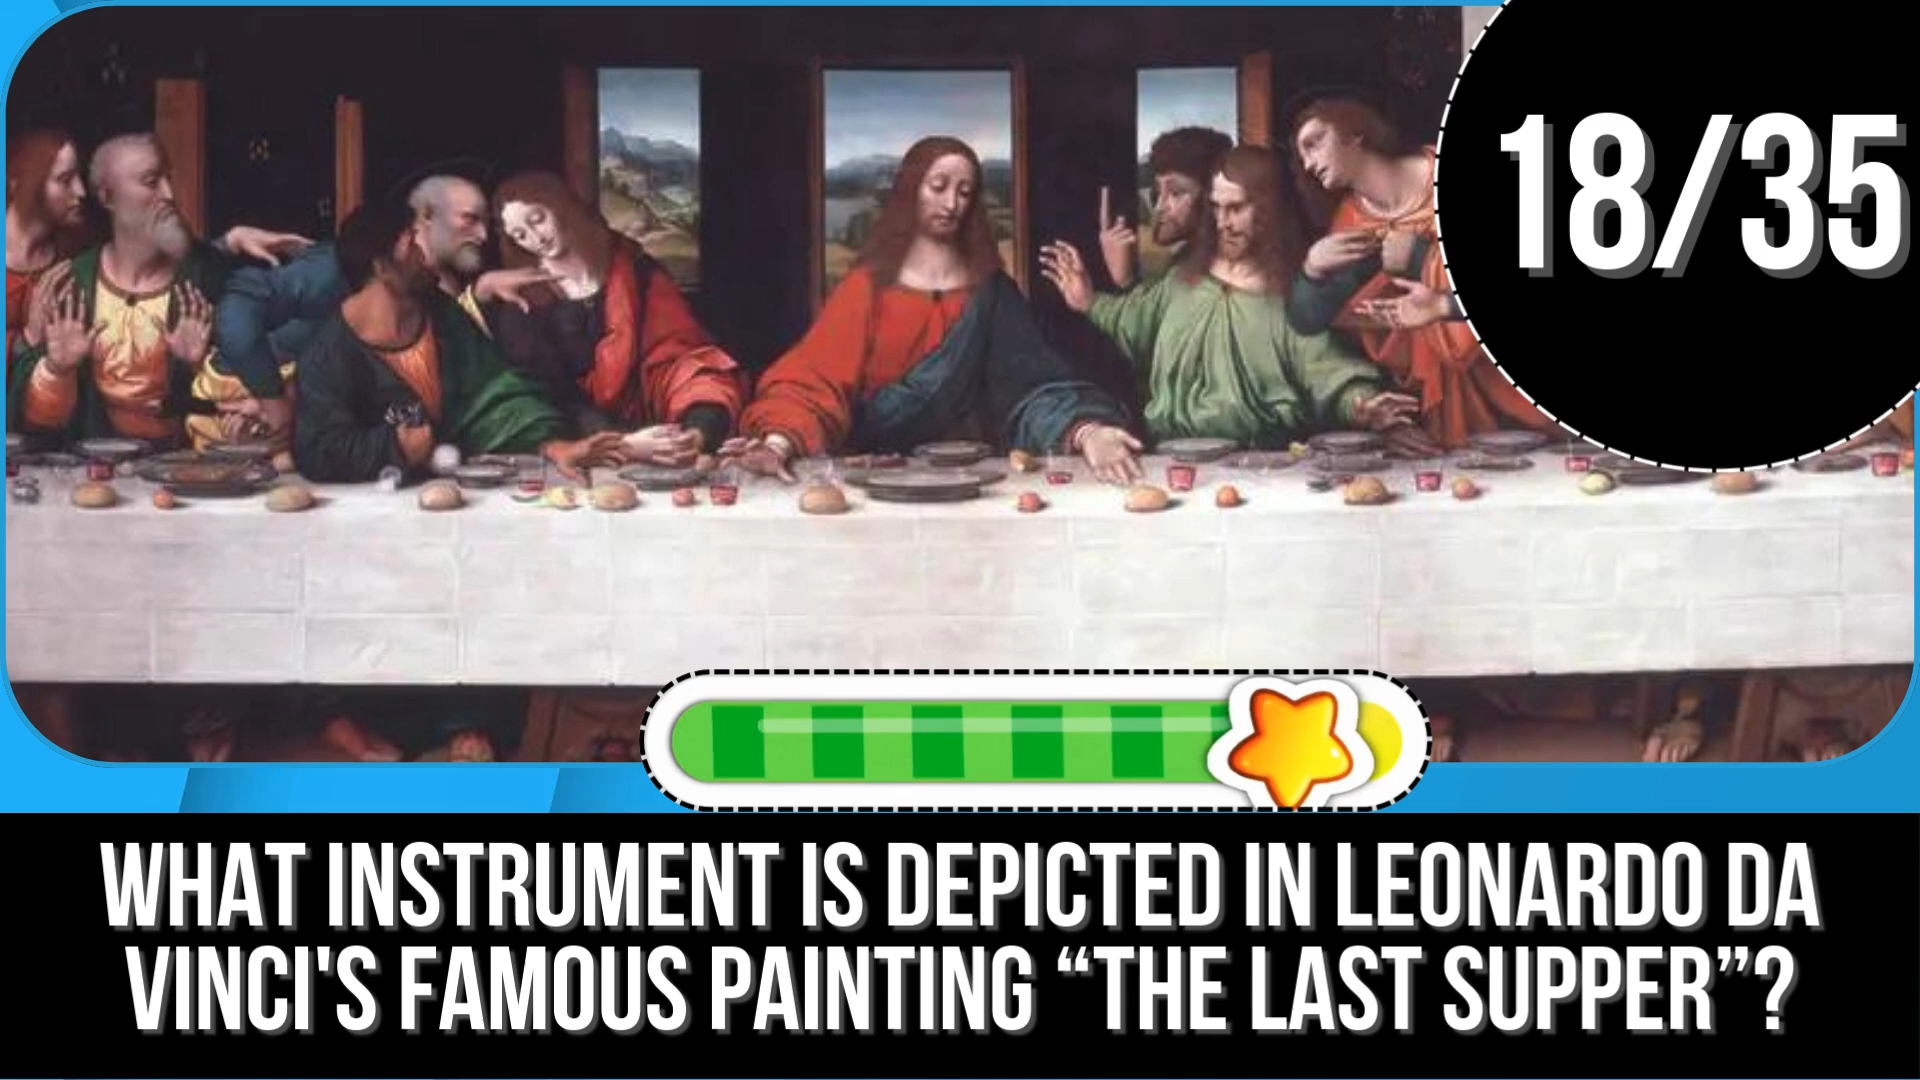 18/35
WHAT INSTRUMENT IS DEPICTED IN LEONARDO DA
VINCI'S FAMOUS PAINTING “THE LAST SUPPER”?